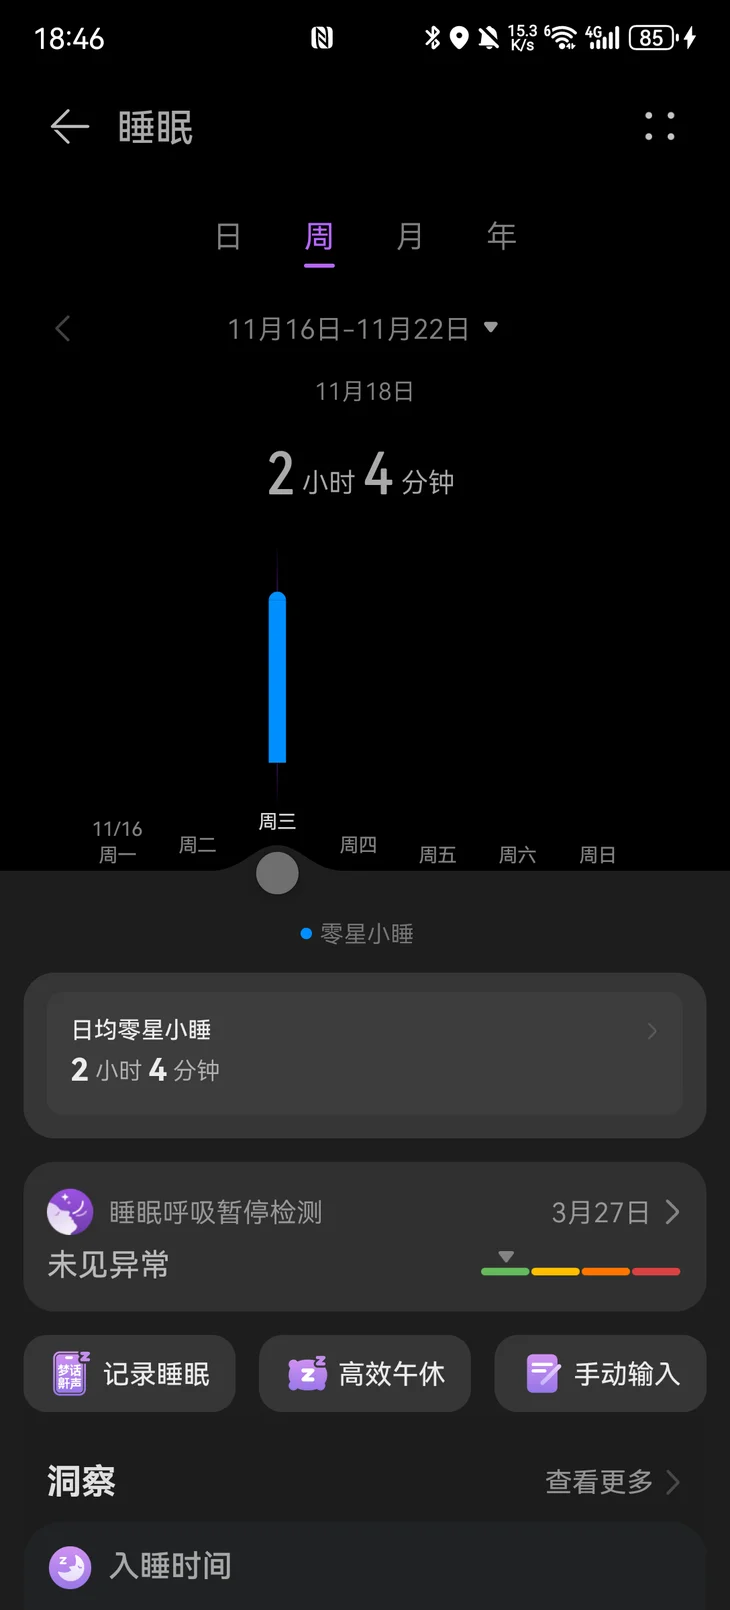 18:46
15.3 K/s 6 4G 85
睡眠
日 周 月 年
11月16日-11月22日
11月18日
2 小时 4 分钟
11/16
周一 周二 周三 周四 周五 周六 周日
零星小睡
日均零星小睡
2 小时 4 分钟
睡眠呼吸暂停检测 3月27日
未见异常
梦话鼾声 记录睡眠 高效午休 手动输入
洞察 查看更多
入睡时间